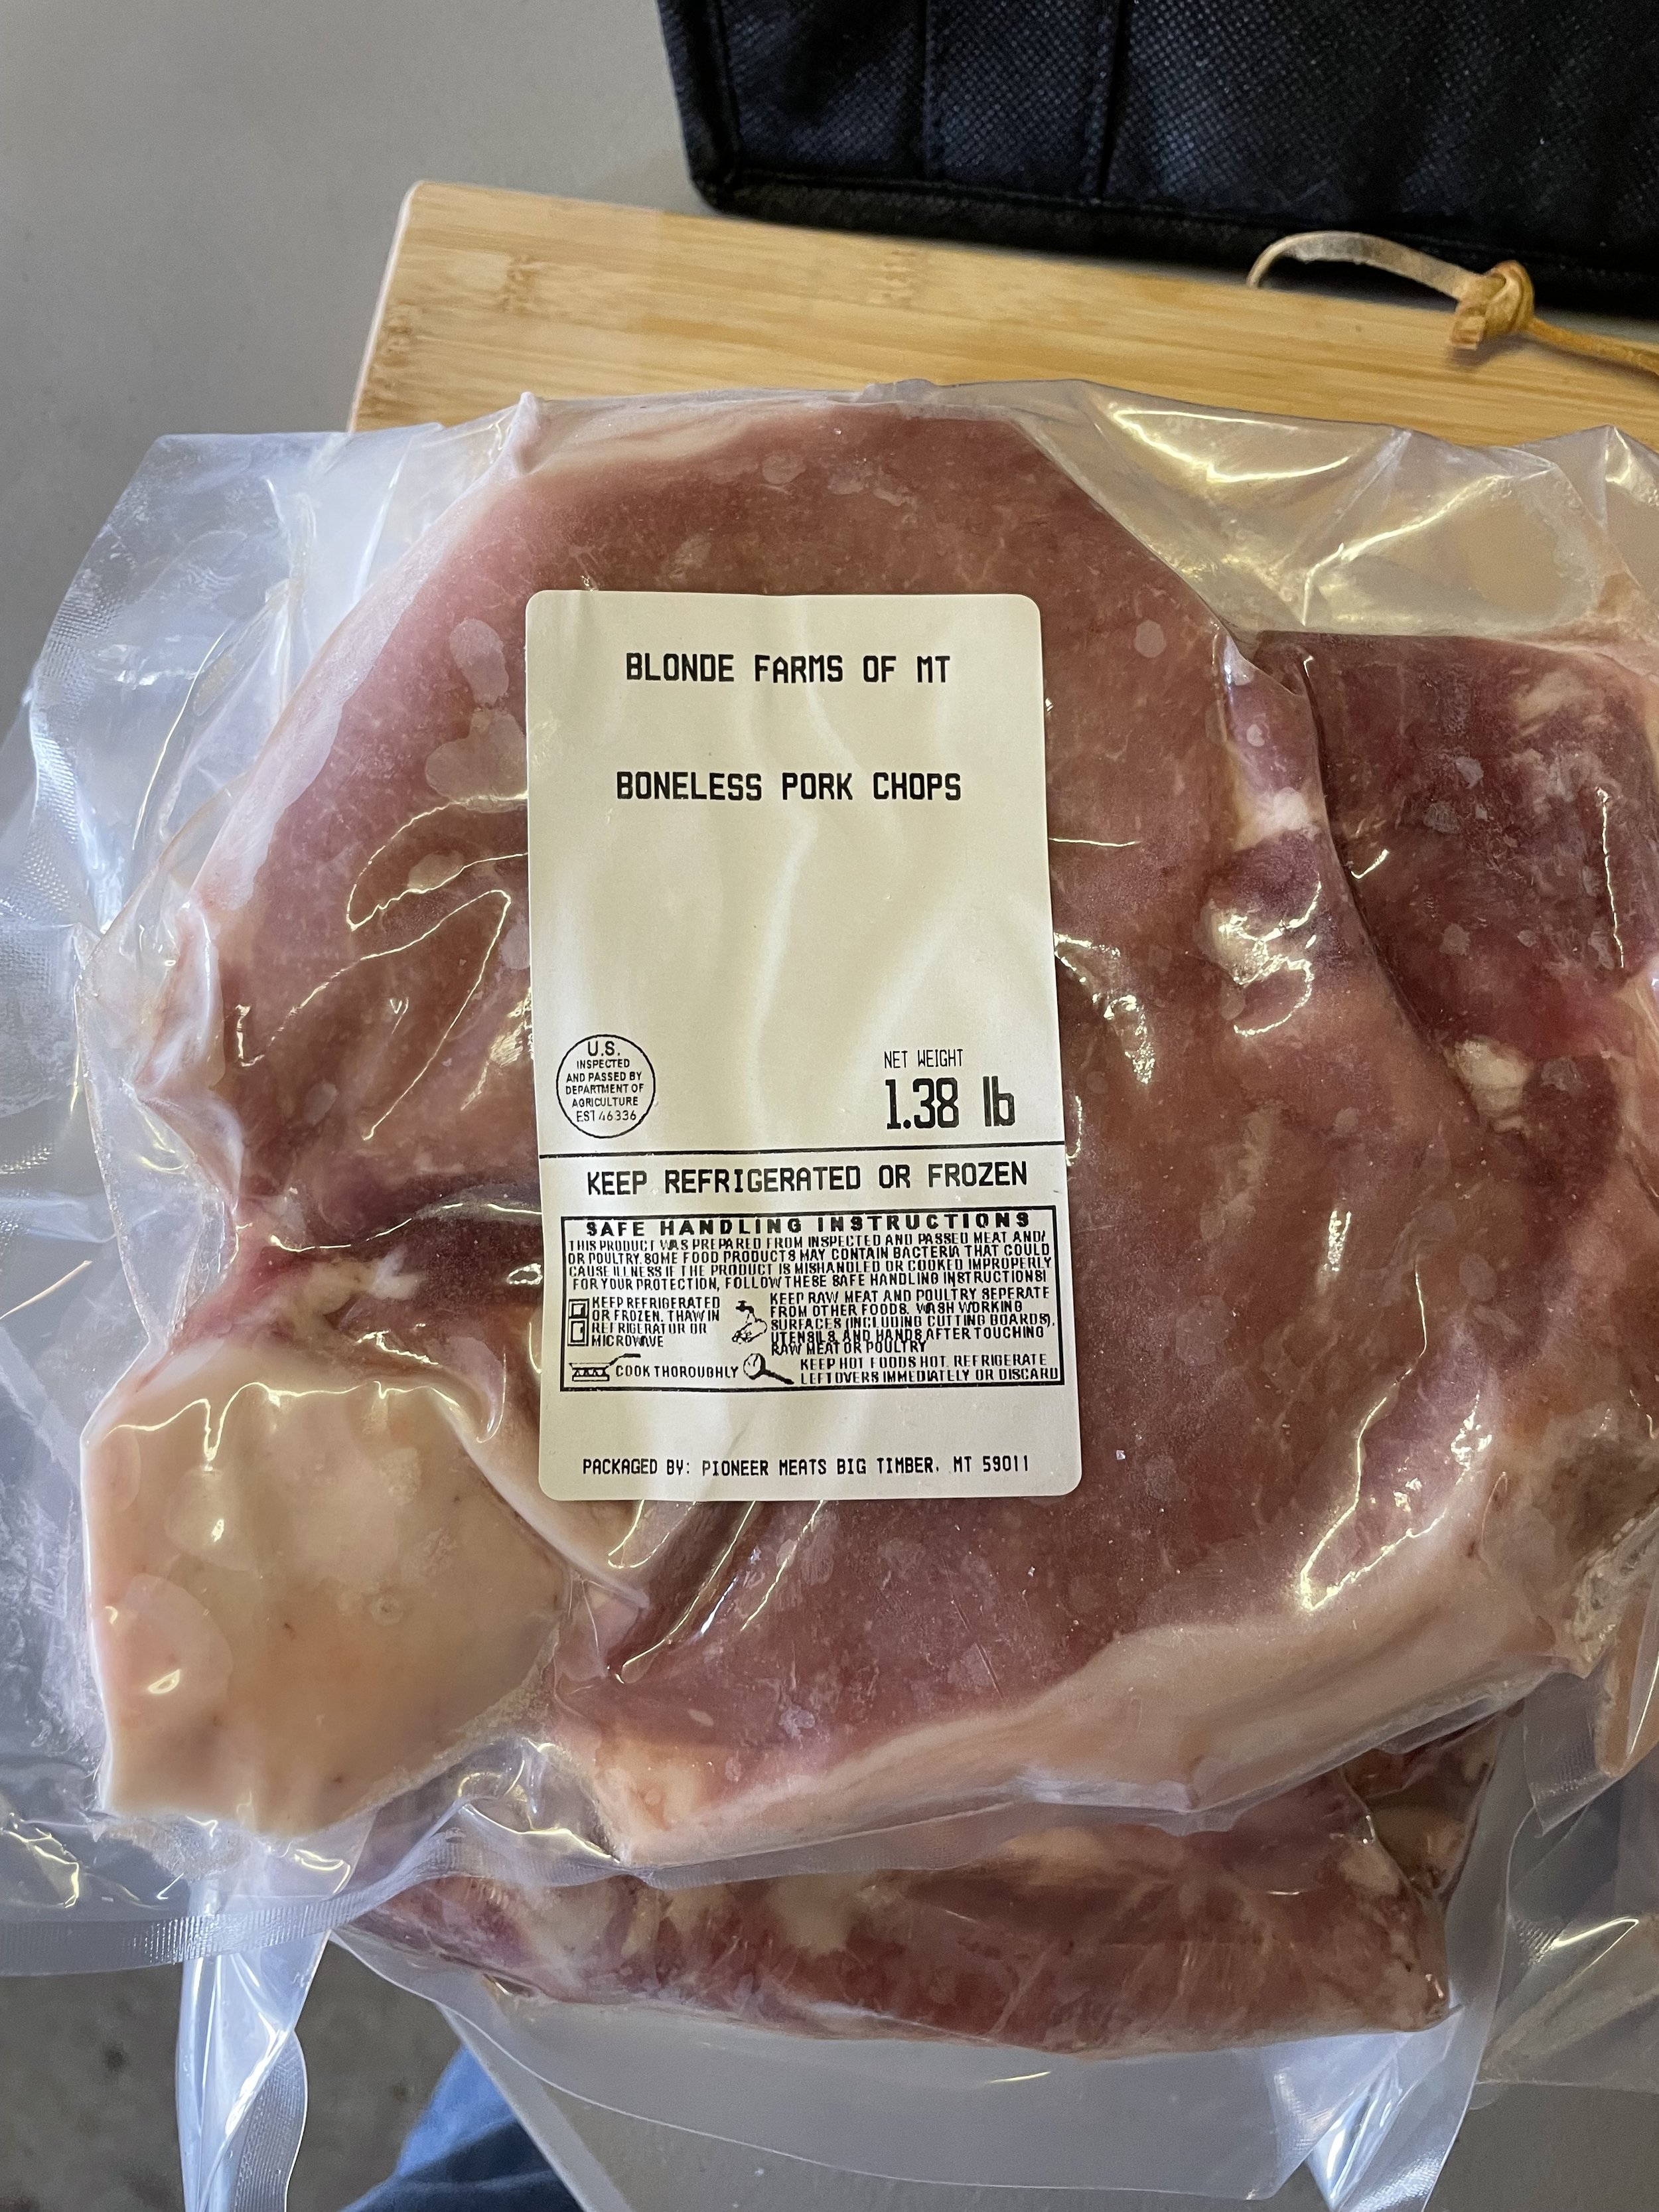 BLONDE FARMS OF MT
BONELESS PORK CHOPS
U.S.
INSPECTED
AND PASSED BY
DEPARTMENT OF
AGRICULTURE
EST 46336
NET WEIGHT
1.38 lb
KEEP REFRIGERATED OR FROZEN
SAFE HANDLING INSTRUCTIONS
THIS PRODUCT WAS PREPARED FROM INSPECTED AND PASSED MEAT AND/
OR POULTRY. SOME FOOD PRODUCTS MAY CONTAIN BACTERIA THAT COULD
CAUSE ILLNESS IF THE PRODUCT IS MISHANDLED OR COOKED IMPROPERLY
FOR YOUR PROTECTION, FOLLOW THESE SAFE HANDLING INSTRUCTIONS!
KEEP REFRIGERATED
OR FROZEN. THAW IN
REFRIGERATOR OR
MICROWAVE
KEEP RAW MEAT AND POULTRY SEPERATE
FROM OTHER FOODS. WASH WORKING
SURFACES (INCLUDING CUTTING BOARDS),
UTENSILS, AND HANDS AFTER TOUCHING
RAW MEAT OR POULTRY
COOK THOROUGHLY
KEEP HOT FOODS HOT. REFRIGERATE
LEFTOVERS IMMEDIATELY OR DISCARD
PACKAGED BY: PIONEER MEATS BIG TIMBER, MT 59011